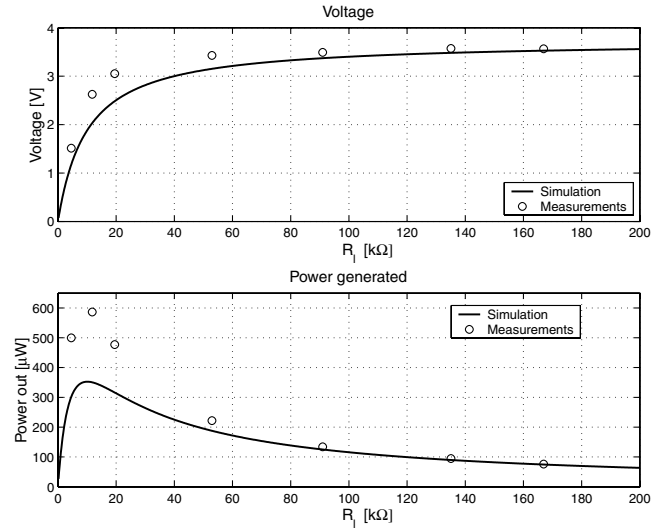 Voltage
4
3
2
1
0
Voltage [V]
0 20 40 60 80 100 120 140 160 180 200
R_l [kΩ]
Simulation
Measurements
Power generated
600
500
400
300
200
100
0
Power out [μW]
Simulation
Measurements
0 20 40 60 80 100 120 140 160 180 200
R_l [kΩ]